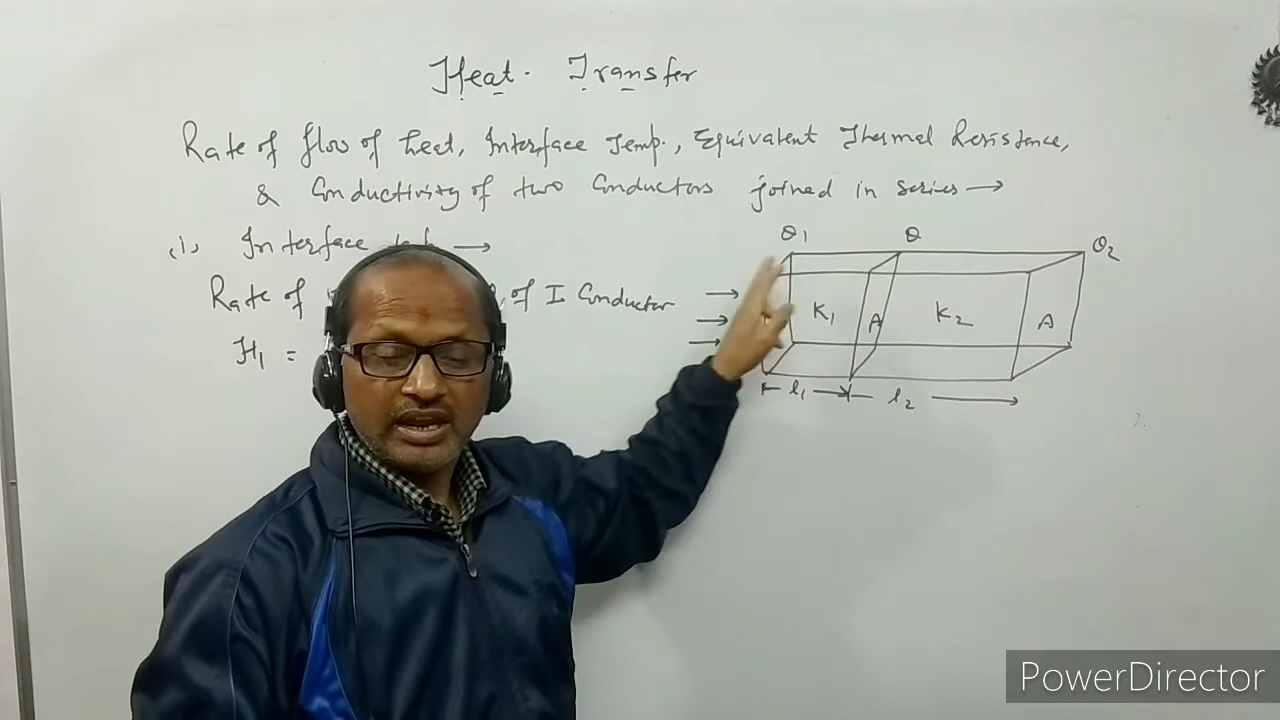 Heat. Transfer
Rate of flow of heat, Interface Temp., Equivalent Thermal Resistence,
& Conductivity of two Conductors joined in series →
(1) Interface →
Rate of of I Conductor
H₁ =
θ₁ θ θ₂
K₁ A K₂ A
l₁ l₂
PowerDirector